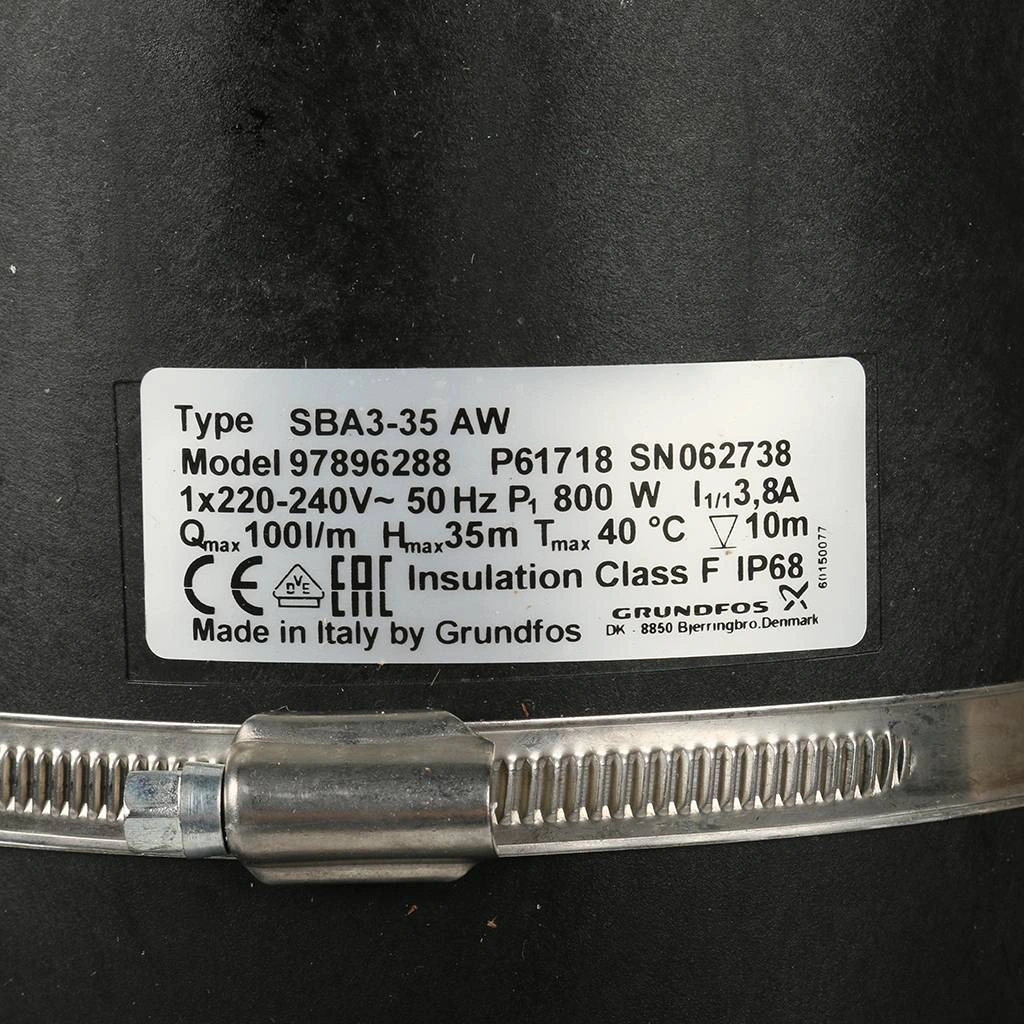 Type SBA3-35 AW
Model 97896288 P61718 SN062738
1x220-240V~ 50 Hz P1 800 W I1/1 3,8A
Qmax 100l/m Hmax 35m Tmax 40 °C 10m
CE DVE EAC Insulation Class F IP68
60150077
GRUNDFOS
Made in Italy by Grundfos
DK - 8850 Bjerringbro.Denmark